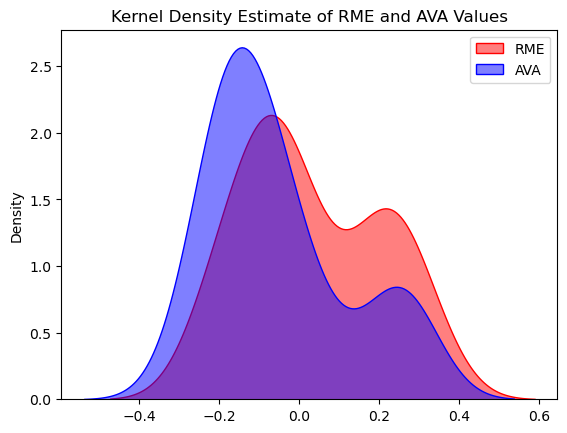 Kernel Density Estimate of RME and AVA Values
RME
AVA
2.5
2.0
1.5
1.0
0.5
0.0
Density
−0.4 −0.2 0.0 0.2 0.4 0.6